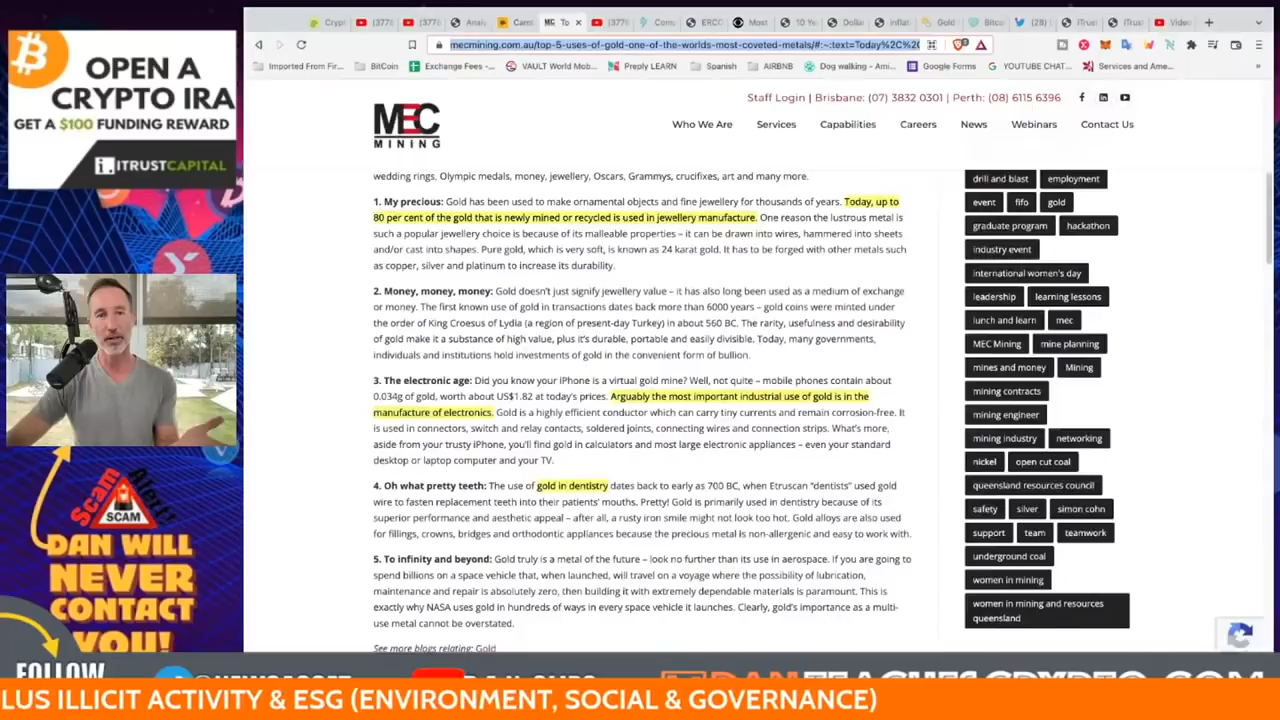 OPEN A
CRYPTO IRA
GET A $100 FUNDING REWARD
ITRUSTCAPITAL
SCAM
DAN WILL
NEVER
CONTACT
YOU!
FOLLOW
mecmining.com.au/top-5-uses-of-gold-one-of-the-worlds-most-coveted-metals/#:~:text=Today%2C%20
Imported From Fir... BitCoin Exchange Fees -... VAULT World Mob... Preply LEARN Spanish AIRBNB Dog walking - Ami... Google Forms YOUTUBE CHAT... Services and Ame...
Staff Login | Brisbane: (07) 3832 0301 | Perth: (08) 6115 6396
MEC
MINING
Who We Are Services Capabilities Careers News Webinars Contact Us
wedding rings, Olympic medals, money, jewellery, Oscars, Grammys, crucifixes, art and many more.
1. My precious: Gold has been used to make ornamental objects and fine jewellery for thousands of years. Today, up to
80 per cent of the gold that is newly mined or recycled is used in jewellery manufacture. One reason the lustrous metal is
such a popular jewellery choice is because of its malleable properties – it can be drawn into wires, hammered into sheets
and/or cast into shapes. Pure gold, which is very soft, is known as 24 karat gold. It has to be forged with other metals such
as copper, silver and platinum to increase its durability.
2. Money, money, money: Gold doesn't just signify jewellery value – it has also long been used as a medium of exchange
or money. The first known use of gold in transactions dates back more than 6000 years – gold coins were minted under
the order of King Croesus of Lydia (a region of present-day Turkey) in about 560 BC. The rarity, usefulness and desirability
of gold make it a substance of high value, plus it's durable, portable and easily divisible. Today, many governments,
individuals and institutions hold investments of gold in the convenient form of bullion.
3. The electronic age: Did you know your iPhone is a virtual gold mine? Well, not quite – mobile phones contain about
0.034g of gold, worth about US$1.82 at today's prices. Arguably the most important industrial use of gold is in the
manufacture of electronics. Gold is a highly efficient conductor which can carry tiny currents and remain corrosion-free. It
is used in connectors, switch and relay contacts, soldered joints, connecting wires and connection strips. What's more,
aside from your trusty iPhone, you'll find gold in calculators and most large electronic appliances – even your standard
desktop or laptop computer and your TV.
4. Oh what pretty teeth: The use of gold in dentistry dates back to early as 700 BC, when Etruscan "dentists" used gold
wire to fasten replacement teeth into their patients' mouths. Pretty! Gold is primarily used in dentistry because of its
superior performance and aesthetic appeal – after all, a rusty iron smile might not look too hot. Gold alloys are also used
for fillings, crowns, bridges and orthodontic appliances because the precious metal is non-allergenic and easy to work with.
5. To infinity and beyond: Gold truly is a metal of the future – look no further than its use in aerospace. If you are going to
spend billions on a space vehicle that, when launched, will travel on a voyage where the possibility of lubrication,
maintenance and repair is absolutely zero, then building it with extremely dependable materials is paramount. This is
exactly why NASA uses gold in hundreds of ways in every space vehicle it launches. Clearly, gold's importance as a multi-
use metal cannot be overstated.
See more blogs relating: Gold
drill and blast employment
event fifo gold
graduate program hackathon
industry event
international women's day
leadership learning lessons
lunch and learn mec
MEC Mining mine planning
mines and money Mining
mining contracts
mining engineer
mining industry networking
nickel open cut coal
queensland resources council
safety silver simon cohn
support team teamwork
underground coal
women in mining
women in mining and resources
queensland
LUS ILLICIT ACTIVITY & ESG (ENVIRONMENT, SOCIAL & GOVERNANCE)